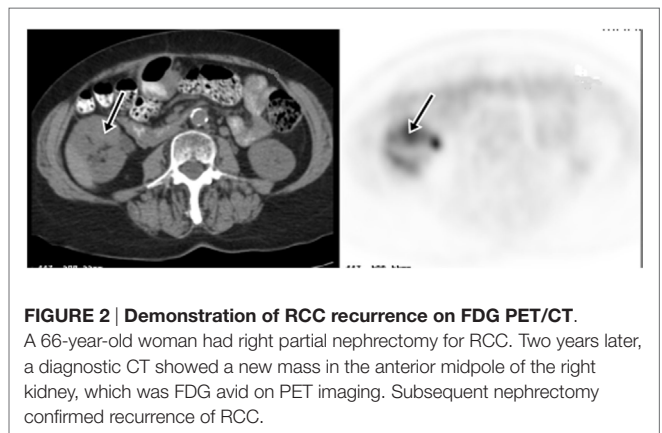 FIGURE 2 | Demonstration of RCC recurrence on FDG PET/CT.
A 66-year-old woman had right partial nephrectomy for RCC. Two years later,
a diagnostic CT showed a new mass in the anterior midpole of the right
kidney, which was FDG avid on PET imaging. Subsequent nephrectomy
confirmed recurrence of RCC.